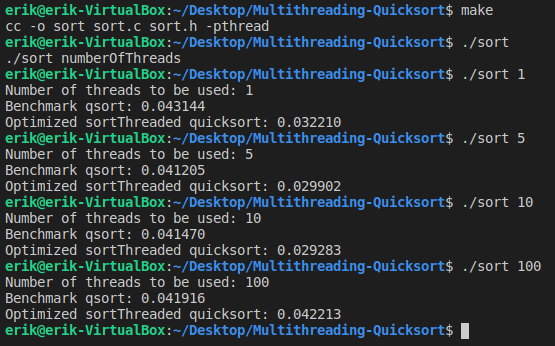 erik@erik-VirtualBox:~/Desktop/Multithreading-Quicksort$ make
cc -o sort sort.c sort.h -pthread
erik@erik-VirtualBox:~/Desktop/Multithreading-Quicksort$ ./sort
./sort numberOfThreads
erik@erik-VirtualBox:~/Desktop/Multithreading-Quicksort$ ./sort 1
Number of threads to be used: 1
Benchmark qsort: 0.043144
Optimized sortThreaded quicksort: 0.032210
erik@erik-VirtualBox:~/Desktop/Multithreading-Quicksort$ ./sort 5
Number of threads to be used: 5
Benchmark qsort: 0.041205
Optimized sortThreaded quicksort: 0.029902
erik@erik-VirtualBox:~/Desktop/Multithreading-Quicksort$ ./sort 10
Number of threads to be used: 10
Benchmark qsort: 0.041470
Optimized sortThreaded quicksort: 0.029283
erik@erik-VirtualBox:~/Desktop/Multithreading-Quicksort$ ./sort 100
Number of threads to be used: 100
Benchmark qsort: 0.041916
Optimized sortThreaded quicksort: 0.042213
erik@erik-VirtualBox:~/Desktop/Multithreading-Quicksort$